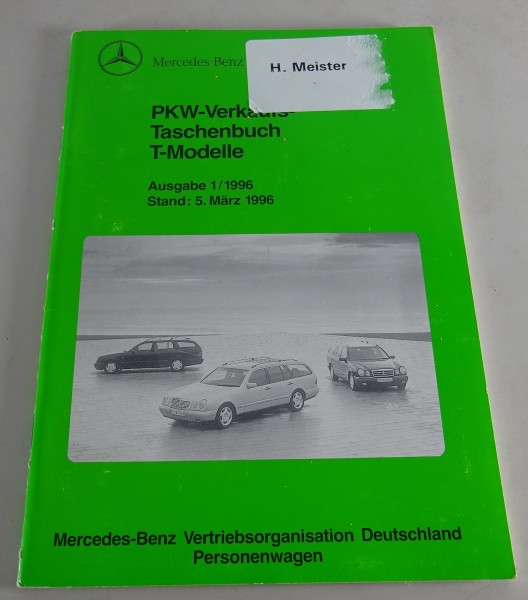 Mercedes-Benz
H. Meister
PKW-Verkaufs-
Taschenbuch
T-Modelle
Ausgabe 1/1996
Stand: 5. März 1996
Mercedes-Benz Vertriebsorganisation Deutschland
Personenwagen